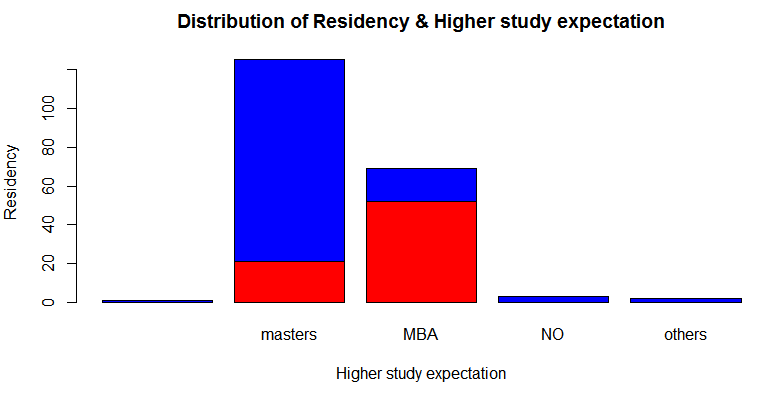 Distribution of Residency & Higher study expectation
Residency
100
80
60
40
20
0
masters MBA NO others
Higher study expectation